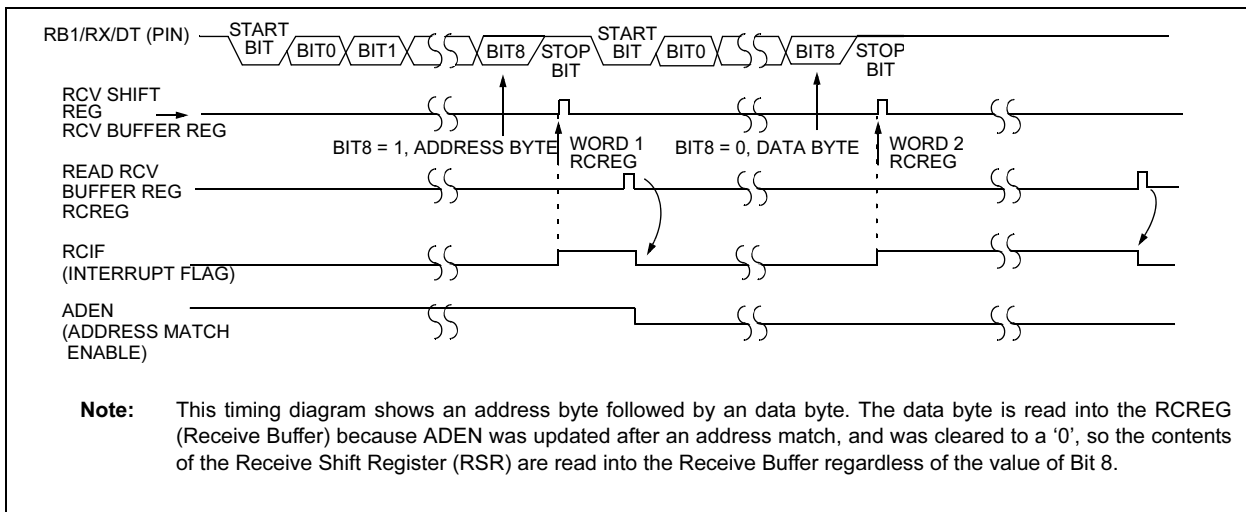 RB1/RX/DT (PIN)
START
BIT
BIT0
BIT1
BIT8
STOP
BIT
START
BIT
BIT0
BIT8
STOP
BIT
RCV SHIFT
REG
RCV BUFFER REG
BIT8 = 1, ADDRESS BYTE
WORD 1
RCREG
BIT8 = 0, DATA BYTE
WORD 2
RCREG
READ RCV
BUFFER REG
RCREG
RCIF
(INTERRUPT FLAG)
ADEN
(ADDRESS MATCH
ENABLE)
Note: This timing diagram shows an address byte followed by an data byte. The data byte is read into the RCREG
(Receive Buffer) because ADEN was updated after an address match, and was cleared to a ‘0’, so the contents
of the Receive Shift Register (RSR) are read into the Receive Buffer regardless of the value of Bit 8.